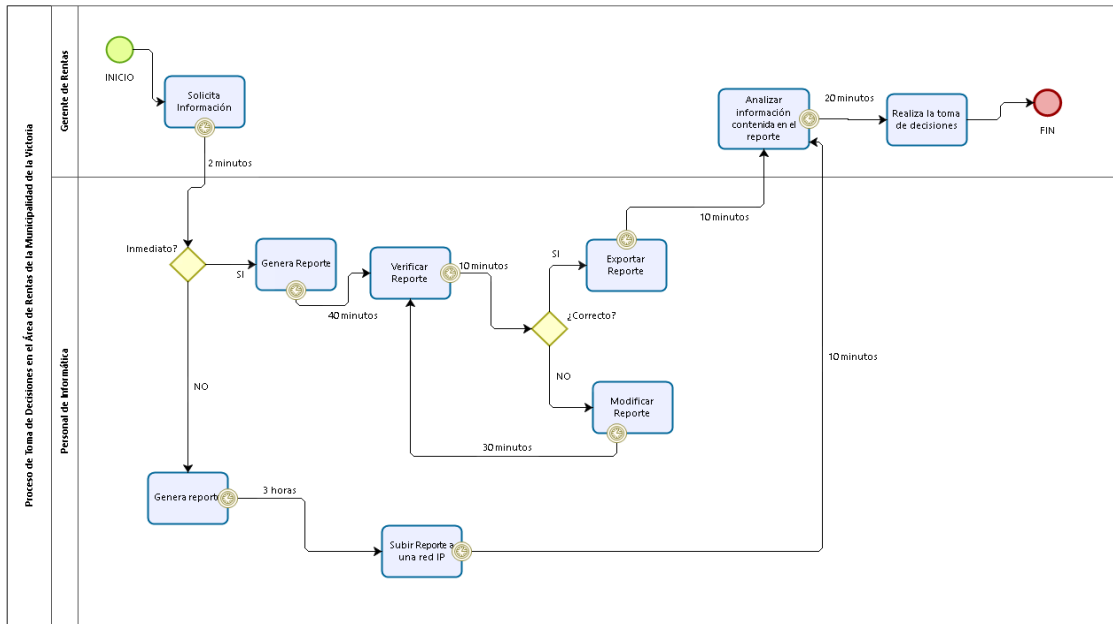 Proceso de Toma de Decisiones en el Área de Rentas de la Municipalidad de la Victoria
Gerente de Rentas
INICIO
Solicita
Información
2 minutos
Analizar
información
contenida en el
reporte
20 minutos
Realiza la toma
de decisiones
FIN
Personal de Informática
Inmediato?
SI
Genera Reporte
40 minutos
Verificar
Reporte
10 minutos
¿Correcto?
SI
Exportar
Reporte
10 minutos
NO
Modificar
Reporte
30 minutos
10 minutos
NO
Genera reporte
3 horas
Subir Reporte a
una red IP